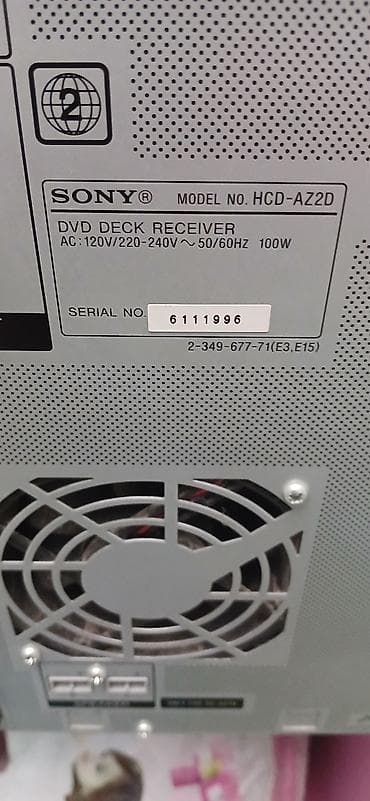 2
SONY® MODEL NO. HCD-AZ2D
DVD DECK RECEIVER
AC:120V/220-240V～50/60HZ 100W
SERIAL NO. 6111996
2-349-677-71(E3,E15)
SPEAKER